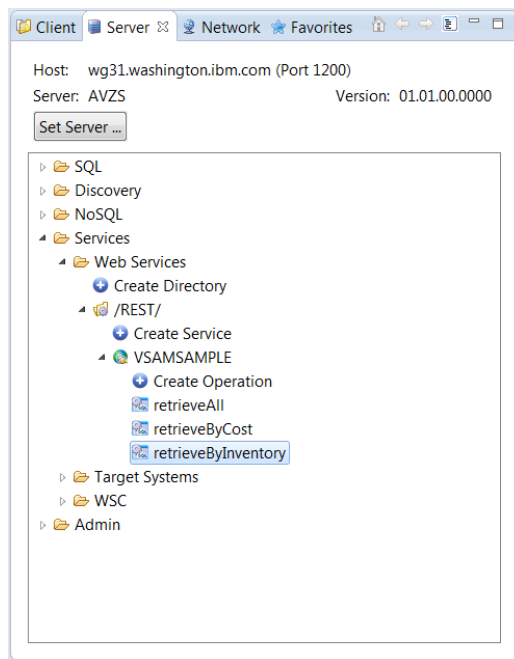 Client Server Network Favorites
Host: wg31.washington.ibm.com (Port 1200)
Server: AVZS Version: 01.01.00.0000
Set Server ...
SQL
Discovery
NoSQL
Services
Web Services
Create Directory
/REST/
Create Service
VSAMSAMPLE
Create Operation
retrieveAll
retrieveByCost
retrieveByInventory
Target Systems
WSC
Admin